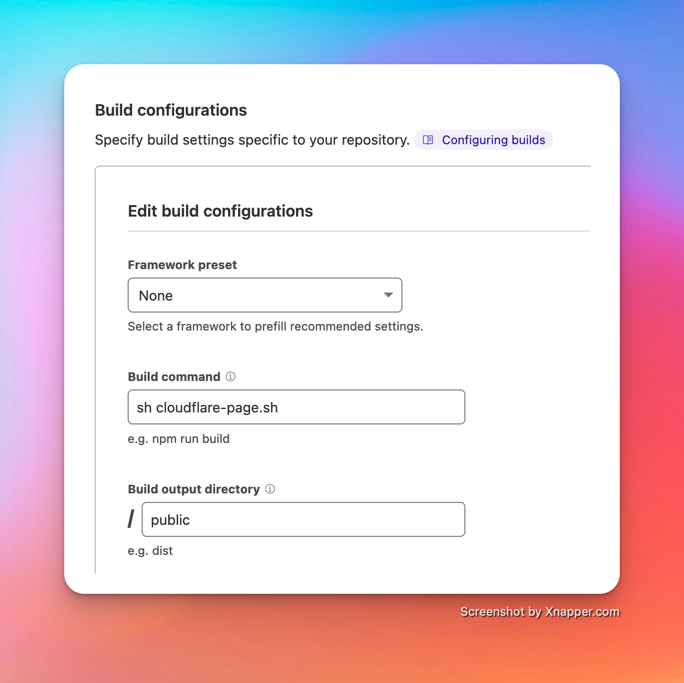 Build configurations
Specify build settings specific to your repository. Configuring builds
Edit build configurations
Framework preset
None
Select a framework to prefill recommended settings.
Build command
sh cloudflare-page.sh
e.g. npm run build
Build output directory
/ public
e.g. dist
Screenshot by Xnapper.com